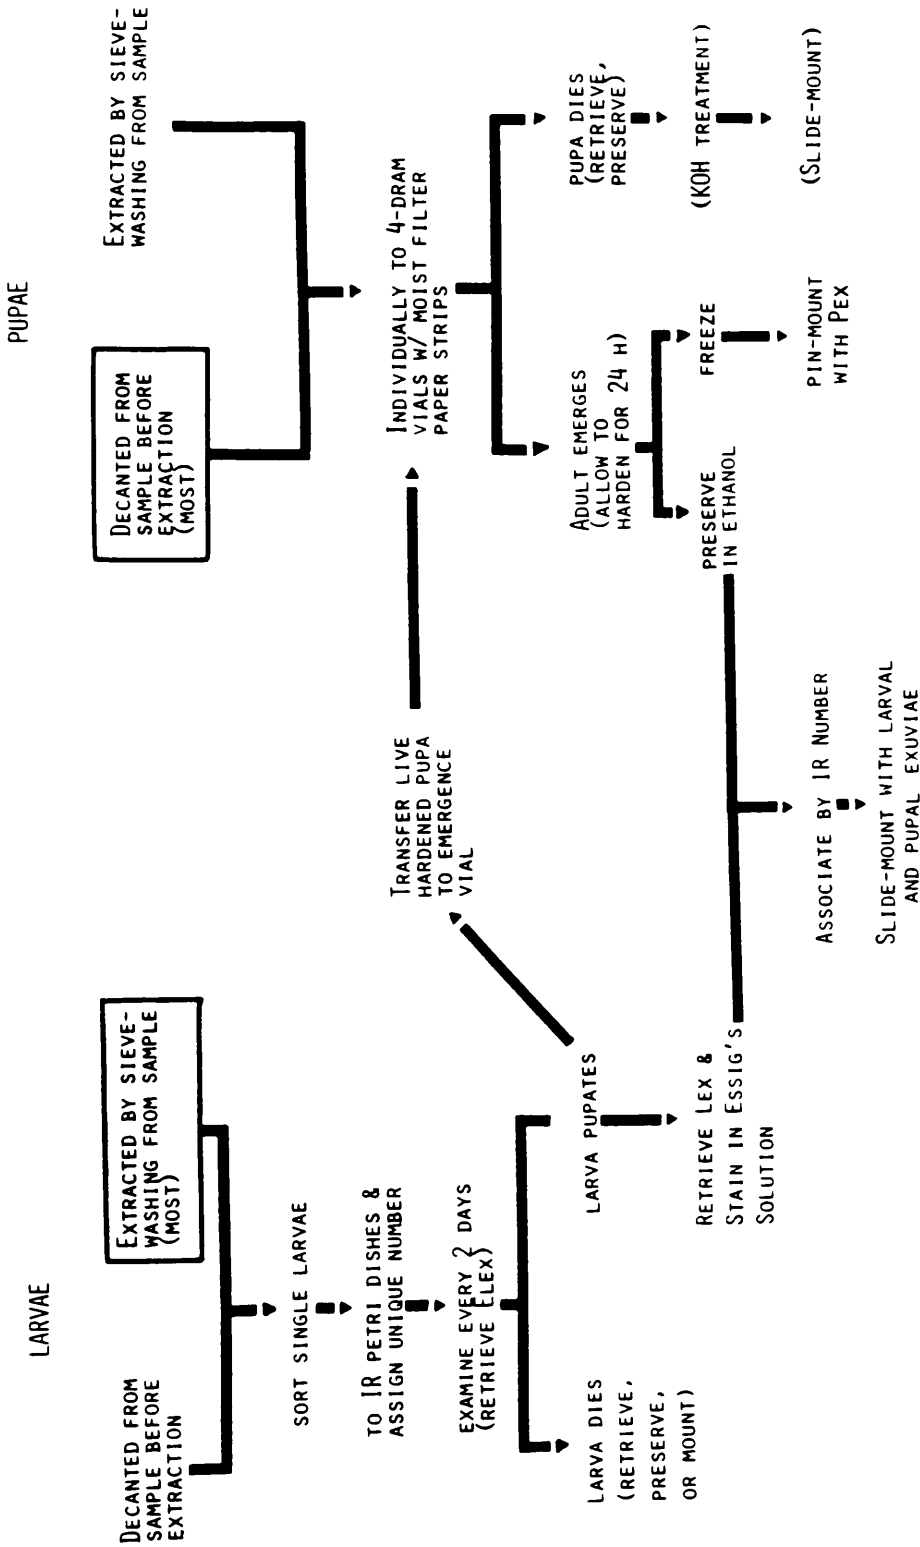 LARVAE
DECANTED FROM
SAMPLE BEFORE
EXTRACTION
EXTRACTED BY SIEVE-
WASHING FROM SAMPLE
(MOST)
SORT SINGLE LARVAE
TO IR PETRI DISHES &
ASSIGN UNIQUE NUMBER
EXAMINE EVERY 2 DAYS
(RETRIEVE ELEX)
LARVA DIES
(RETRIEVE,
PRESERVE,
OR MOUNT)
LARVA PUPATES
RETRIEVE LEX &
STAIN IN ESSIG'S
SOLUTION
TRANSFER LIVE
HARDENED PUPA
TO EMERGENCE
VIAL
PUPAE
DECANTED FROM
SAMPLE BEFORE
EXTRACTION
(MOST)
EXTRACTED BY SIEVE-
WASHING FROM SAMPLE
INDIVIDUALLY TO 4-DRAM
VIALS W/ MOIST FILTER
PAPER STRIPS
ADULT EMERGES
(ALLOW TO
HARDEN FOR 24 H)
PRESERVE
IN ETHANOL
FREEZE
PIN-MOUNT
WITH PEX
PUPA DIES
(RETRIEVE,
PRESERVE)
(KOH TREATMENT)
(SLIDE-MOUNT)
ASSOCIATE BY IR NUMBER
SLIDE-MOUNT WITH LARVAL
AND PUPAL EXUVIAE